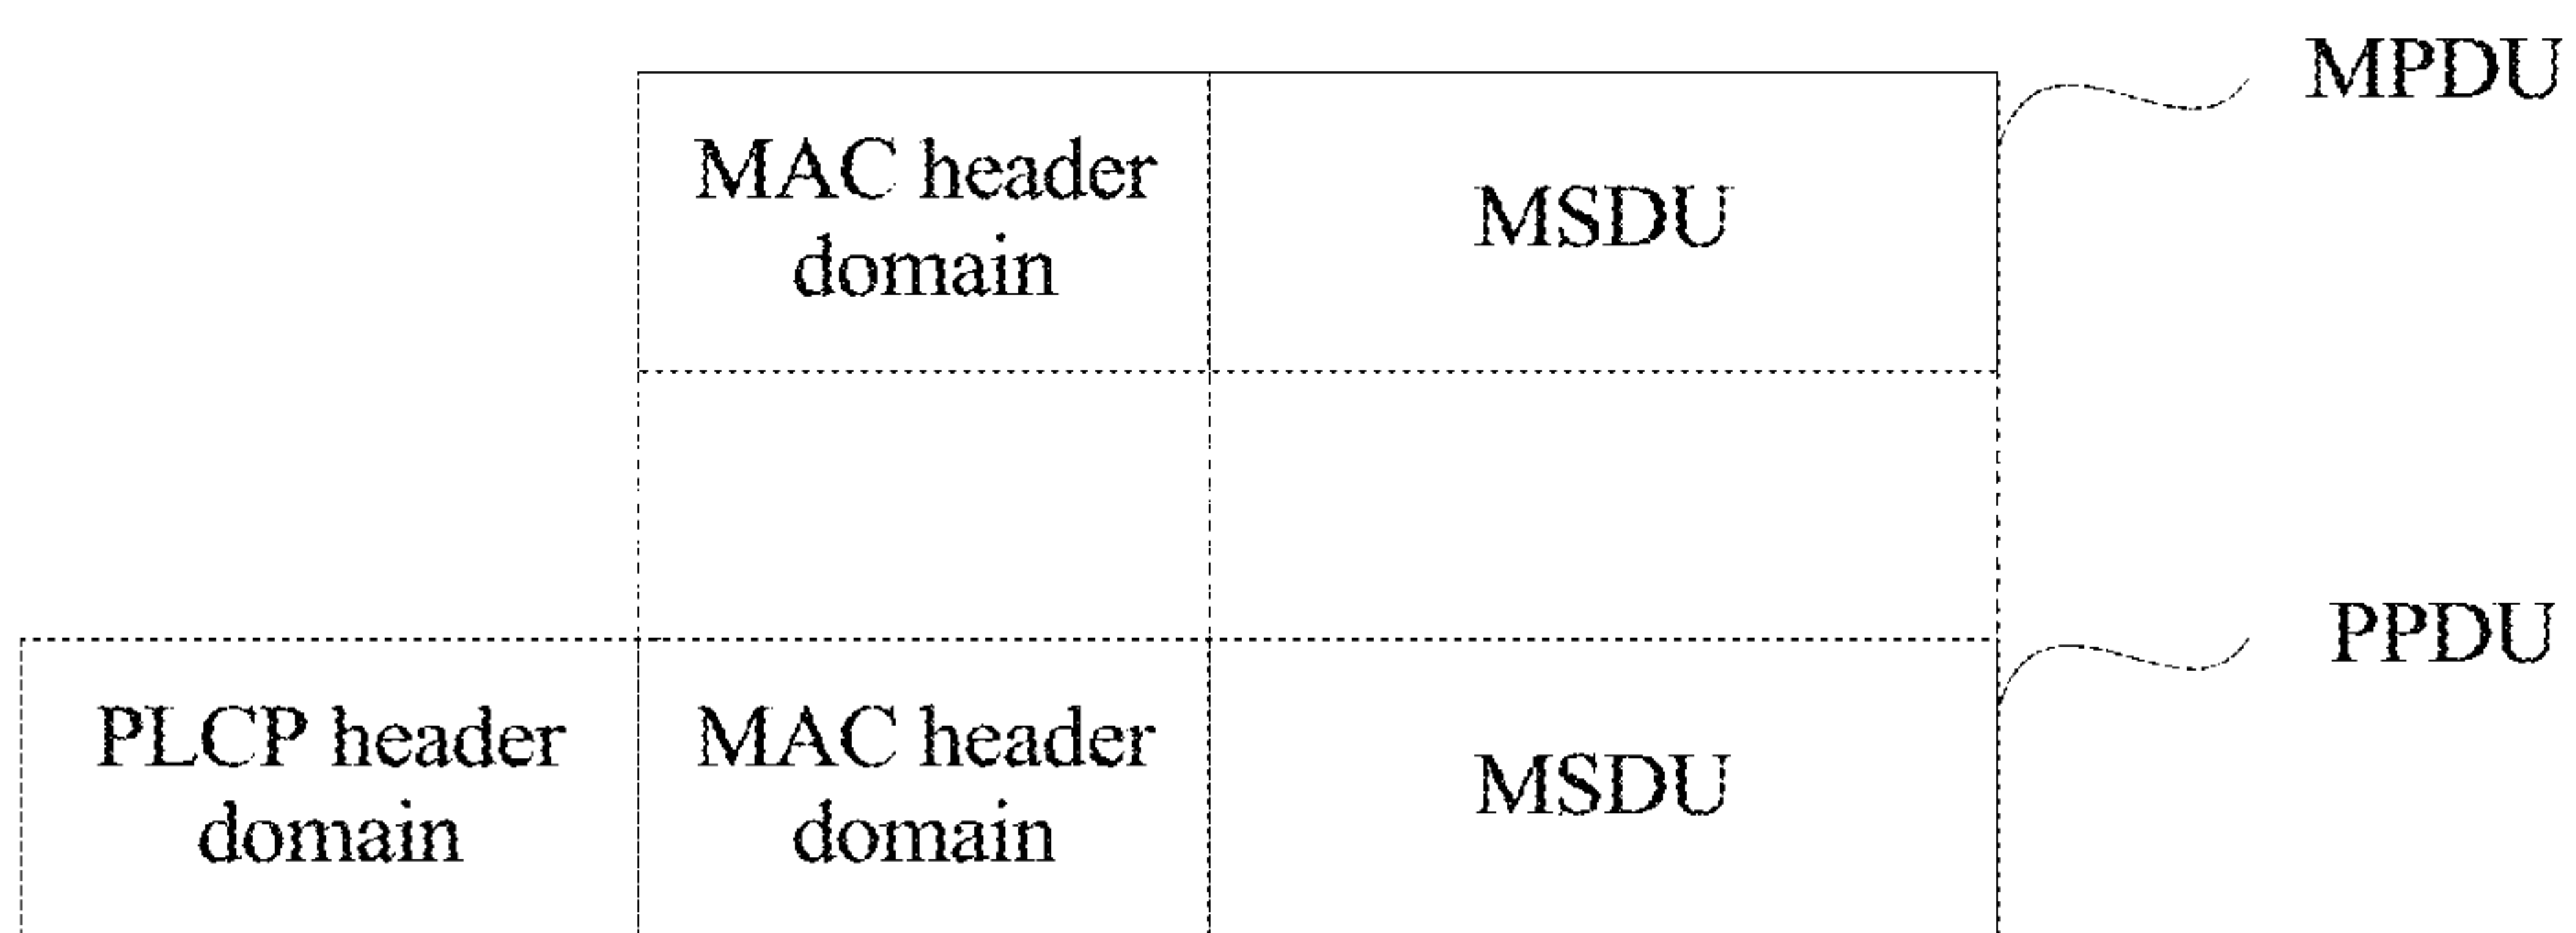 MPDU
MAC header
domain
MSDU
PPDU
PLCP header
domain
MAC header
domain
MSDU